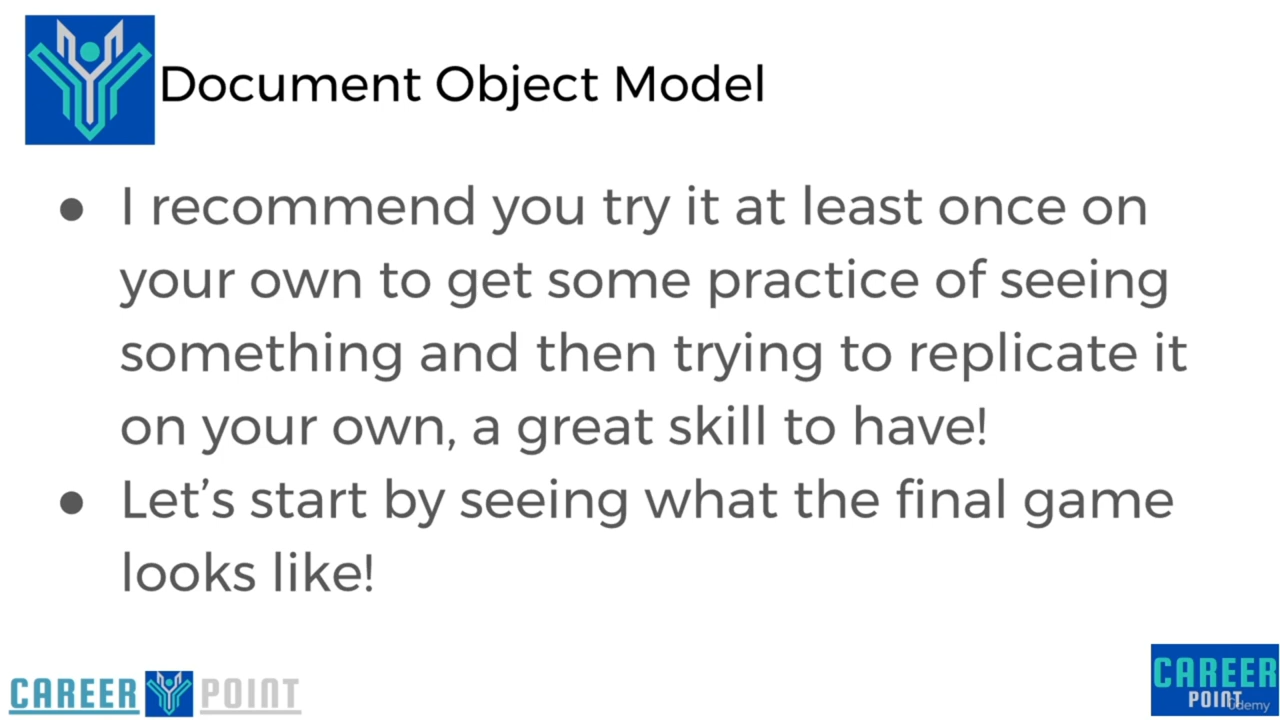 Document Object Model
● I recommend you try it at least once on
your own to get some practice of seeing
something and then trying to replicate it
on your own, a great skill to have!
● Let’s start by seeing what the final game
looks like!
CAREER POINT
CAREER
POINT
ûdemy